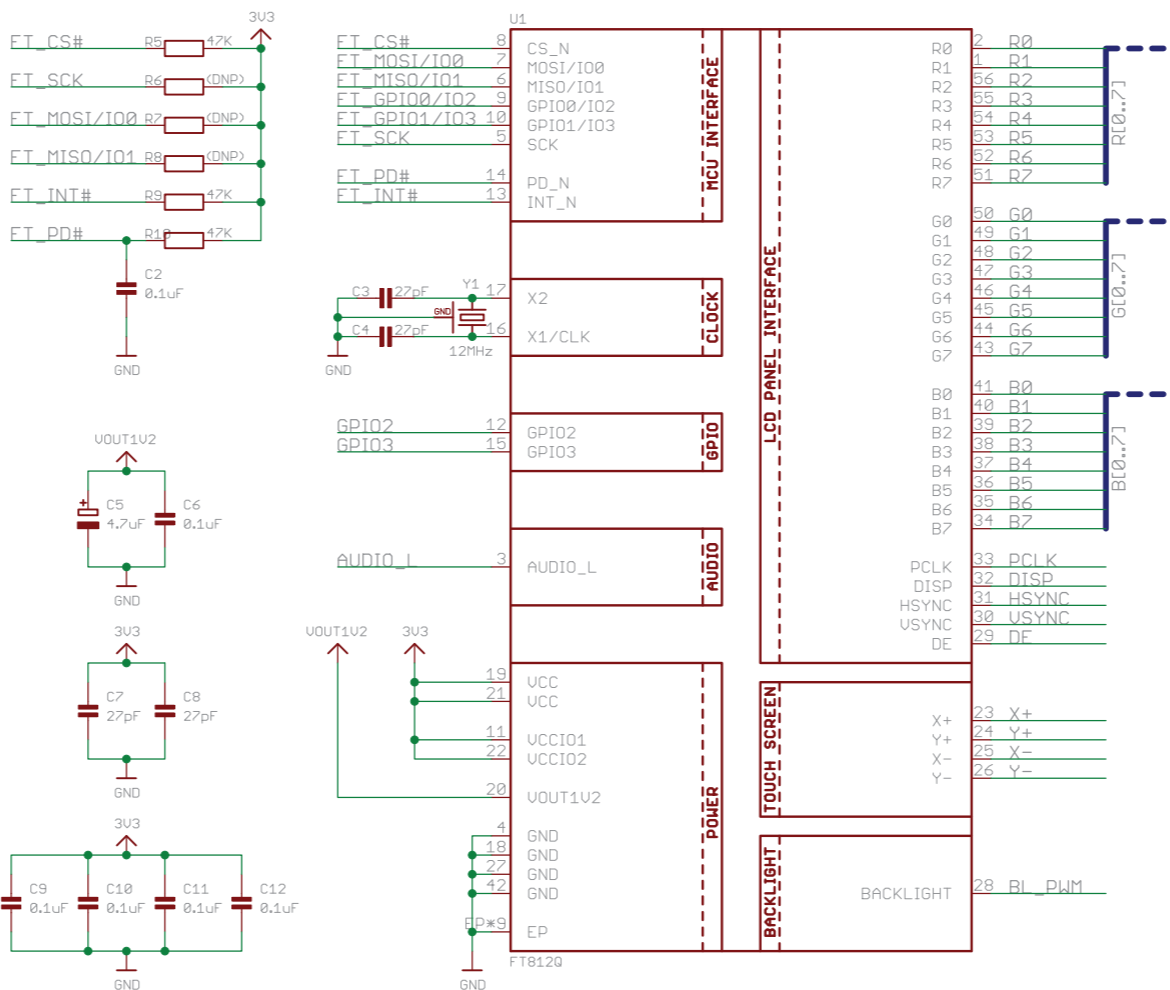 3V3
FT_CS# R5 47K
FT_SCK R6 (DNP)
FT_MOSI/IO0 R7 (DNP)
FT_MISO/IO1 R8 (DNP)
FT_INT# R9 47K
FT_PD# R10 47K
C2
0.1uF
GND
VOUT1V2
C5
4.7uF
C6
0.1uF
GND
3V3
C7
27pF
C8
27pF
GND
3V3
C9
0.1uF
C10
0.1uF
C11
0.1uF
C12
0.1uF
GND
U1
FT_CS# 8 CS_N
FT_MOSI/IO0 7 MOSI/IO0
FT_MISO/IO1 6 MISO/IO1
FT_GPIO0/IO2 9 GPIO0/IO2
FT_GPIO1/IO3 10 GPIO1/IO3
FT_SCK 5 SCK
FT_PD# 14 PD_N
FT_INT# 13 INT_N
MCU INTERFACE
C3 27pF Y1 17 X2
GND
C4 27pF 16 X1/CLK
12MHz
GND
CLOCK
GPIO2 12 GPIO2
GPIO3 15 GPIO3
GPIO
AUDIO_L 3 AUDIO_L
AUDIO
VOUT1V2 3V3
19 VCC
21 VCC
11 VCCIO1
22 VCCIO2
20 VOUT1V2
4 GND
18 GND
27 GND
42 GND
EP*9 EP
GND
POWER
FT812Q
LCD PANEL INTERFACE
R0 2 R0
R1 1 R1
R2 56 R2
R3 55 R3
R4 54 R4
R5 53 R5
R6 52 R6
R7 51 R7
R[0..7]
G0 50 G0
G1 49 G1
G2 48 G2
G3 47 G3
G4 46 G4
G5 45 G5
G6 44 G6
G7 43 G7
G[0..7]
B0 41 B0
B1 40 B1
B2 39 B2
B3 38 B3
B4 37 B4
B5 36 B5
B6 35 B6
B7 34 B7
B[0..7]
PCLK 33 PCLK
DISP 32 DISP
HSYNC 31 HSYNC
VSYNC 30 VSYNC
DE 29 DE
TOUCH SCREEN
X+ 23 X+
Y+ 24 Y+
X- 25 X-
Y- 26 Y-
BACKLIGHT
BACKLIGHT 28 BL_PWM